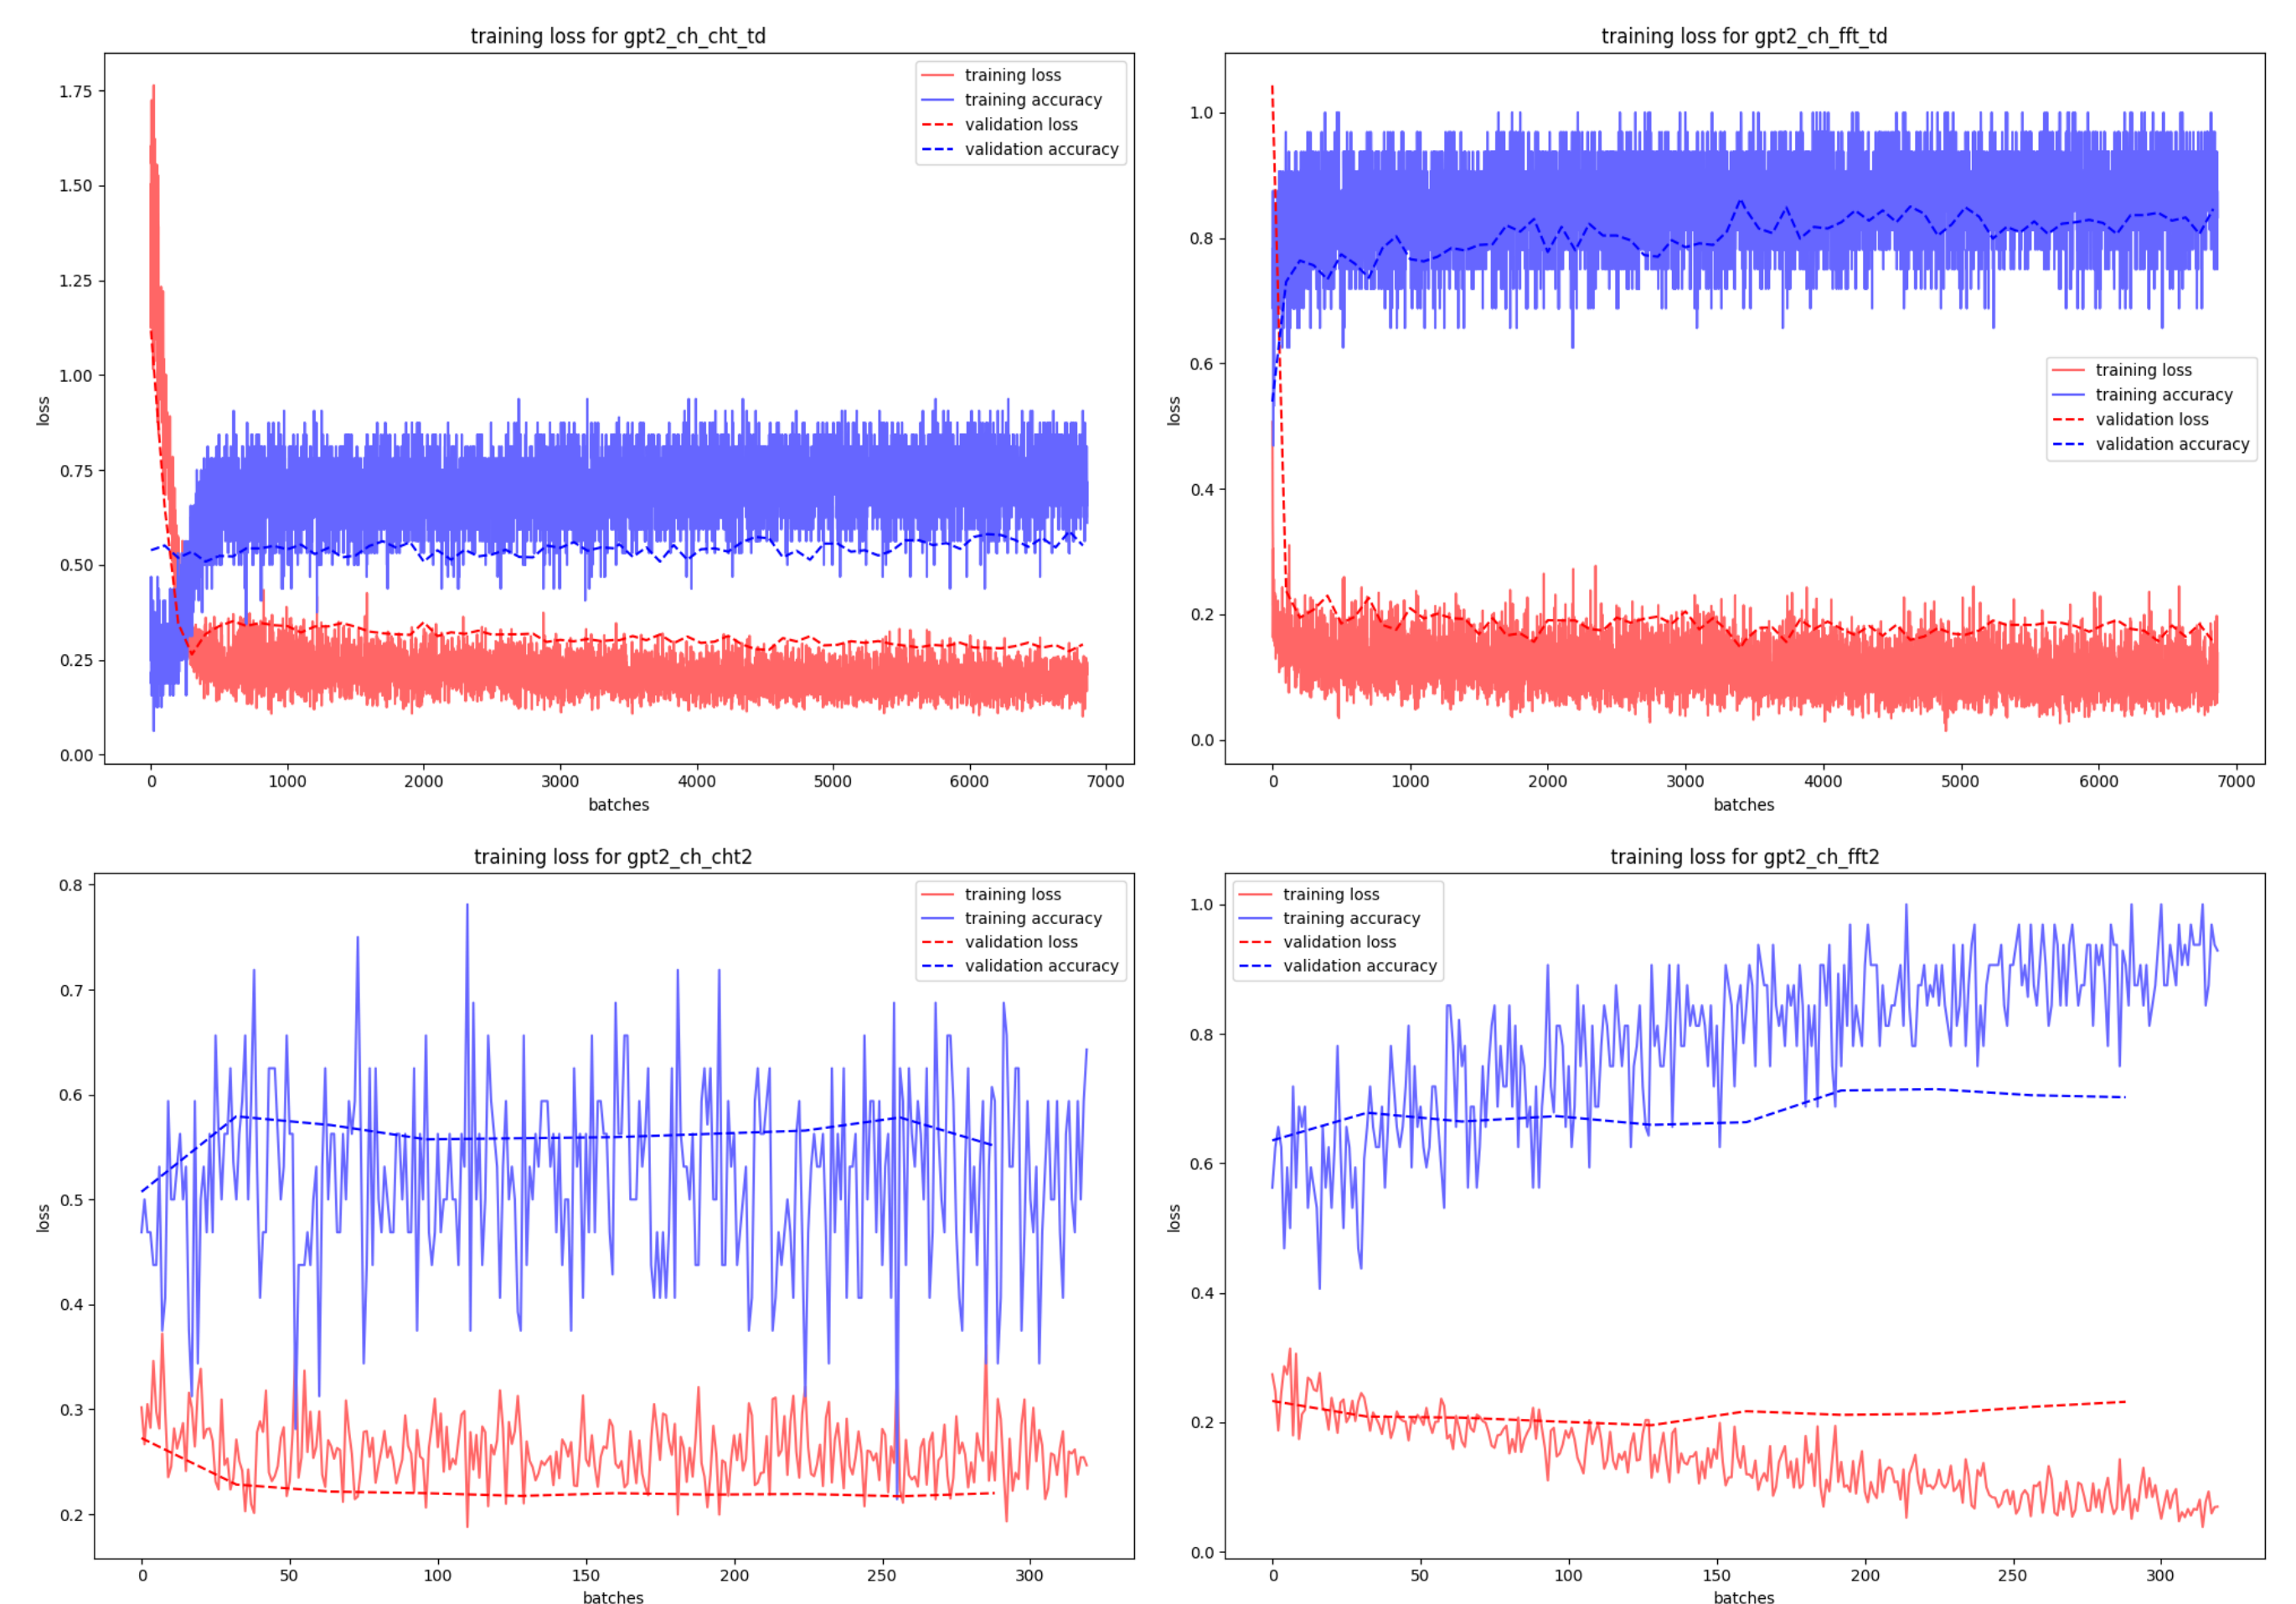 training loss for gpt2_ch_cht_td
training loss
training accuracy
validation loss
validation accuracy
1.75
1.50
1.25
1.00
0.75
0.50
0.25
0.00
loss
0 1000 2000 3000 4000 5000 6000 7000
batches
training loss for gpt2_ch_fft_td
1.0
0.8
0.6
0.4
0.2
0.0
loss
training loss
training accuracy
validation loss
validation accuracy
0 1000 2000 3000 4000 5000 6000 7000
batches
training loss for gpt2_ch_cht2
training loss
training accuracy
validation loss
validation accuracy
0.8
0.7
0.6
0.5
0.4
0.3
0.2
loss
0 50 100 150 200 250 300
batches
training loss for gpt2_ch_fft2
training loss
training accuracy
validation loss
validation accuracy
1.0
0.8
0.6
0.4
0.2
0.0
loss
0 50 100 150 200 250 300
batches